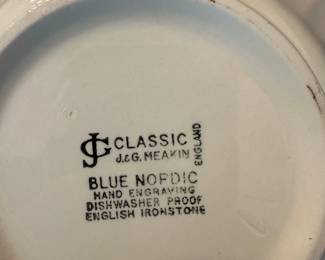 JG CLASSIC
J.&G. MEAKIN
ENGLAND
BLUE NORDIC
HAND ENGRAVING
DISHWASHER PROOF
ENGLISH IRONSTONE